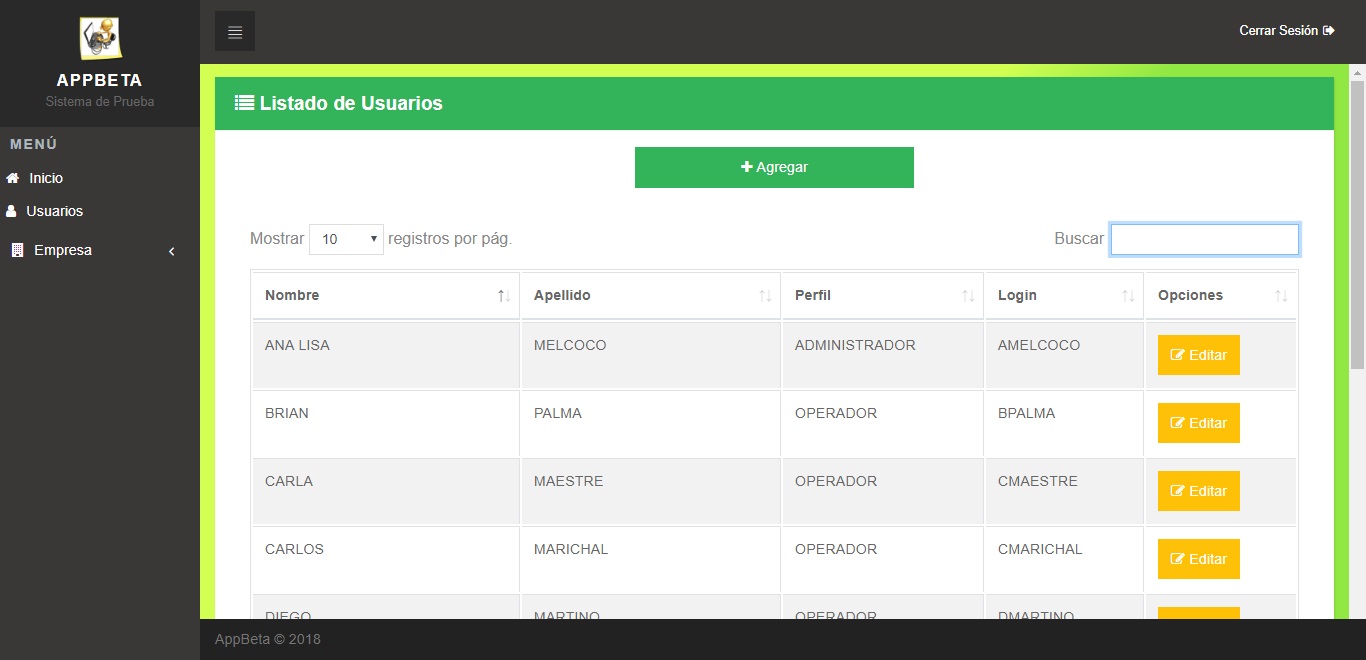 APPBETA
Sistema de Prueba
MENÚ
Inicio
Usuarios
Empresa
Cerrar Sesión
Listado de Usuarios
Agregar
Mostrar 10 registros por pág.
Buscar
Nombre Apellido Perfil Login Opciones
ANA LISA MELCOCO ADMINISTRADOR AMELCOCO Editar
BRIAN PALMA OPERADOR BPALMA Editar
CARLA MAESTRE OPERADOR CMAESTRE Editar
CARLOS MARICHAL OPERADOR CMARICHAL Editar
DIEGO MARTINO OPERADOR DMARTINO
AppBeta © 2018